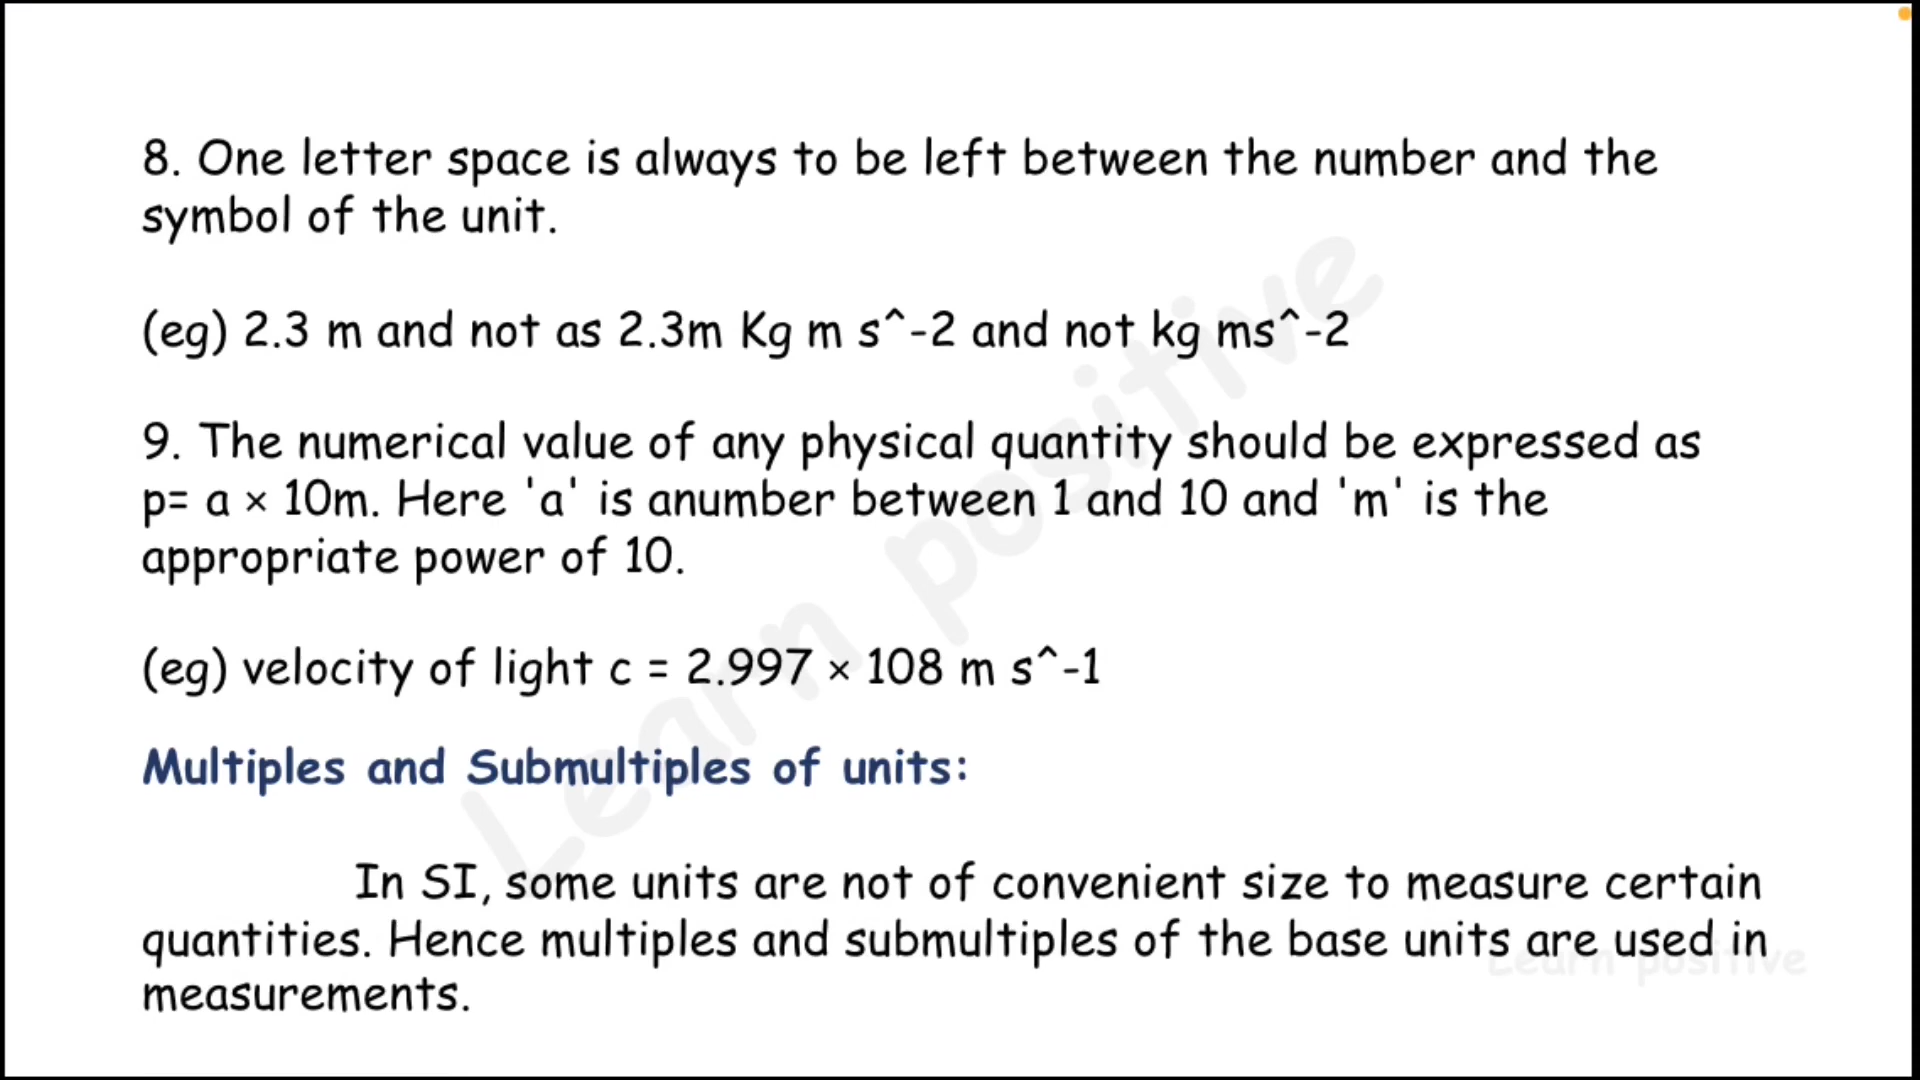 8. One letter space is always to be left between the number and the
symbol of the unit.
(eg) 2.3 m and not as 2.3m Kg m s^-2 and not kg ms^-2
9. The numerical value of any physical quantity should be expressed as
p= a × 10m. Here 'a' is anumber between 1 and 10 and 'm' is the
appropriate power of 10.
(eg) velocity of light c = 2.997 × 108 m s^-1
Multiples and Submultiples of units:
In SI, some units are not of convenient size to measure certain
quantities. Hence multiples and submultiples of the base units are used in
measurements.
Learn positive
Learn positive